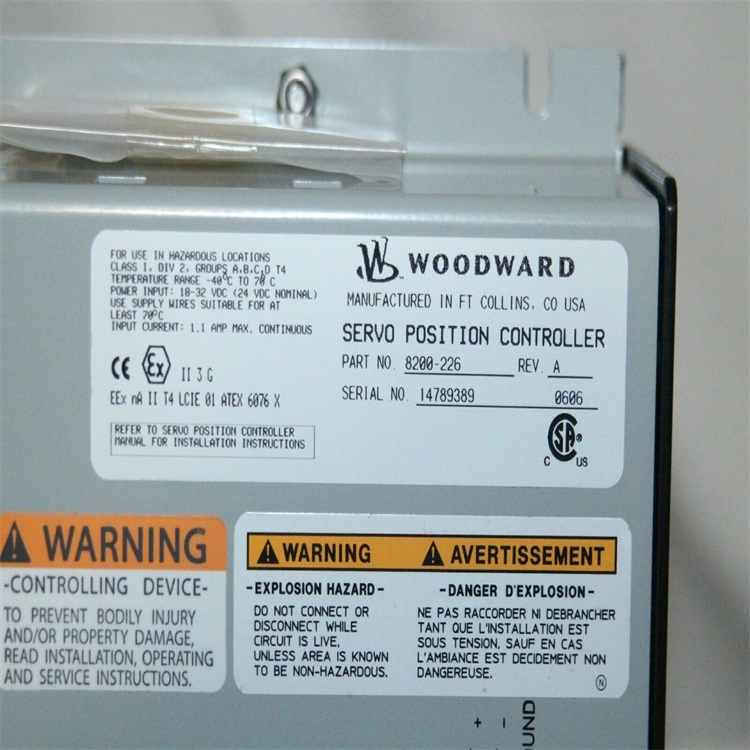 FOR USE IN HAZARDOUS LOCATIONS
CLASS I, DIV 2, GROUPS A,B,C,D T4
TEMPERATURE RANGE -40°C TO 70°C
POWER INPUT: 18-32 VDC (24 VDC NOMINAL)
USE SUPPLY WIRES SUITABLE FOR AT
LEAST 70°C
INPUT CURRENT: 1.1 AMP MAX. CONTINUOUS
CE Ex II 3 G
EEx nA II T4 LCIE 01 ATEX 6076 X
REFER TO SERVO POSITION CONTROLLER
MANUAL FOR INSTALLATION INSTRUCTIONS
WOODWARD
MANUFACTURED IN FT COLLINS, CO USA
SERVO POSITION CONTROLLER
PART NO. 8200-226 REV. A
SERIAL NO. 14789389 0606
C US
WARNING
-CONTROLLING DEVICE-
TO PREVENT BODILY INJURY
AND/OR PROPERTY DAMAGE,
READ INSTALLATION, OPERATING
AND SERVICE INSTRUCTIONS.
WARNING
-EXPLOSION HAZARD-
DO NOT CONNECT OR
DISCONNECT WHILE
CIRCUIT IS LIVE,
UNLESS AREA IS KNOWN
TO BE NON-HAZARDOUS.
AVERTISSEMENT
-DANGER D'EXPLOSION-
NE PAS RACCORDER NI DEBRANCHER
TANT QUE L'INSTALLATION EST
SOUS TENSION, SAUF EN CAS
L'AMBIANCE EST DECIDEMENT NON
DANGEREUSE.
N
+ -